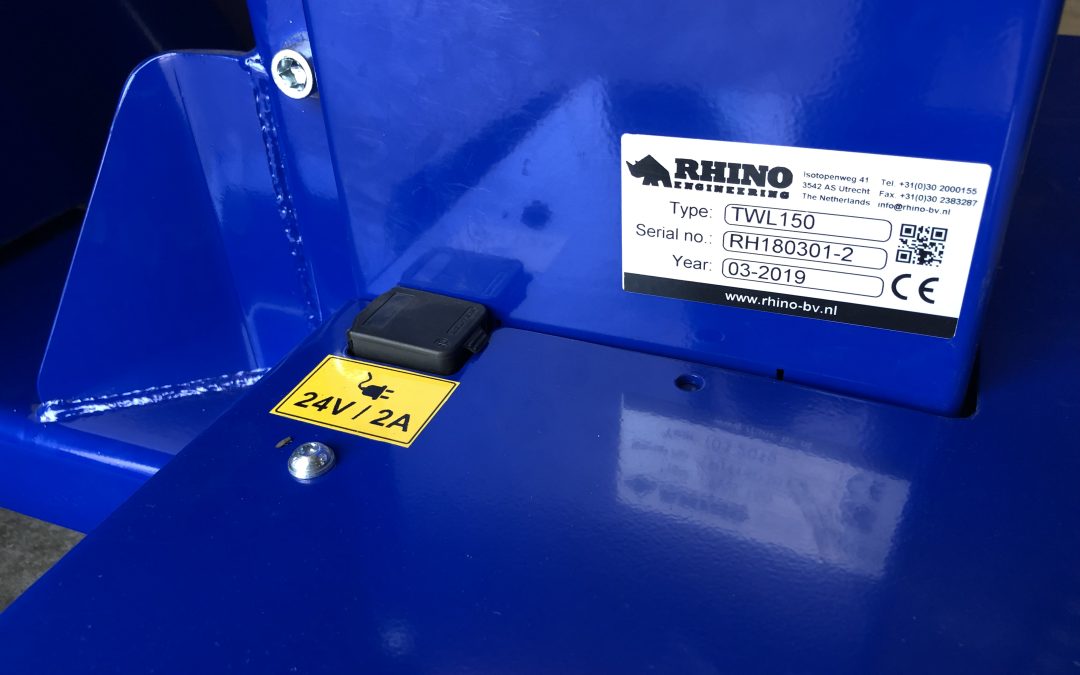 RHINO
ENGINEERING
Isotopenweg 41
3542 AS Utrecht
The Netherlands
Tel. +31(0)30 2000155
Fax. +31(0)30 2383287
info@rhino-bv.nl
Type: TWL150
Serial no.: RH180301-2
Year: 03-2019
CE
www.rhino-bv.nl
24V / 2A